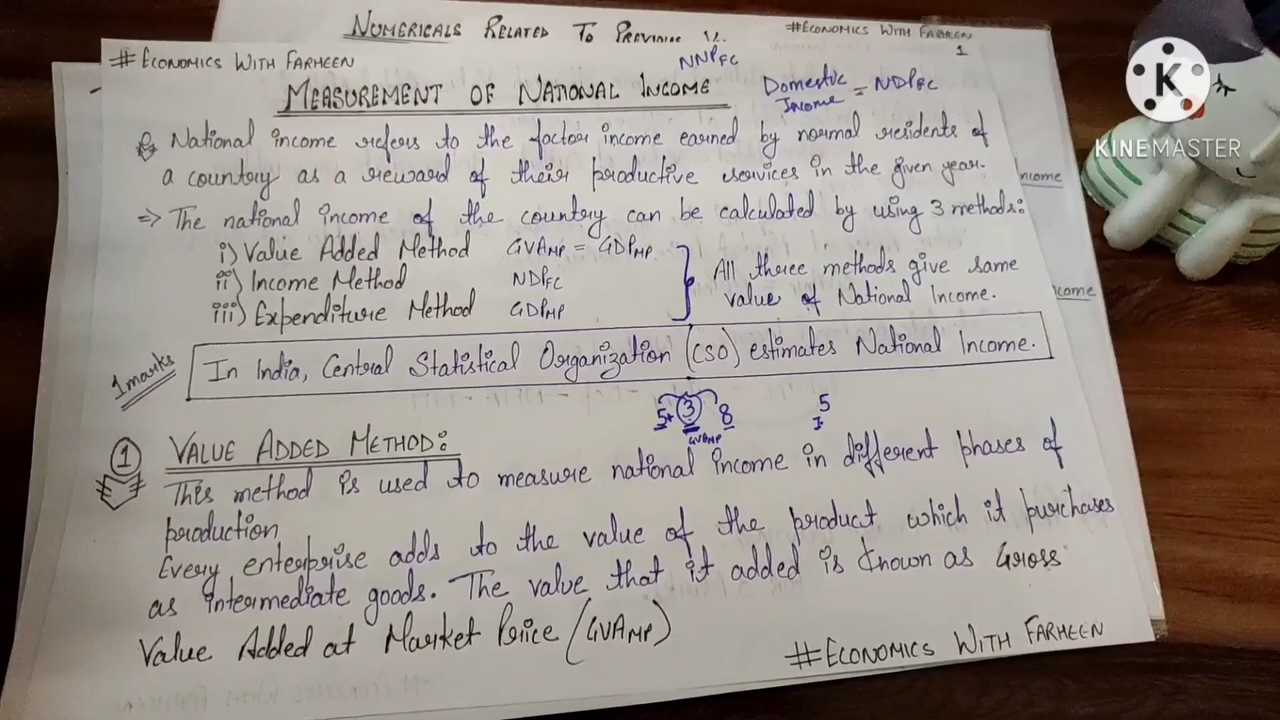 NUMERICALS RELATED TO
#ECONOMICS WITH FARHEEN
1
#ECONOMICS WITH FARHEEN
NNPFC
MEASUREMENT OF NATIONAL INCOME
Domestic Income = NDPFC
National income refers to the factor income earned by normal residents of
a country as a reward of their productive services in the given year.
=> The national income of the country can be calculated by using 3 methods:
i) Value Added Method GVAMP = GDPMP
ii) Income Method NDPFC
iii) Expenditure Method GDPMP
All three methods give same
value of National Income.
1marks
In India, Central Statistical Organization (CSO) estimates National Income.
5+ 3 8
GVAMP
5
I.
1 VALUE ADDED METHOD:
This method is used to measure national income in different phases of
production
Every enterprise adds to the value of the product which it purchases
as intermediate goods. The value that it added is known as Gross
Value Added at Market Price (GVAMP)
#ECONOMICS WITH FARHEEN
ncome
come
K
KINEMASTER